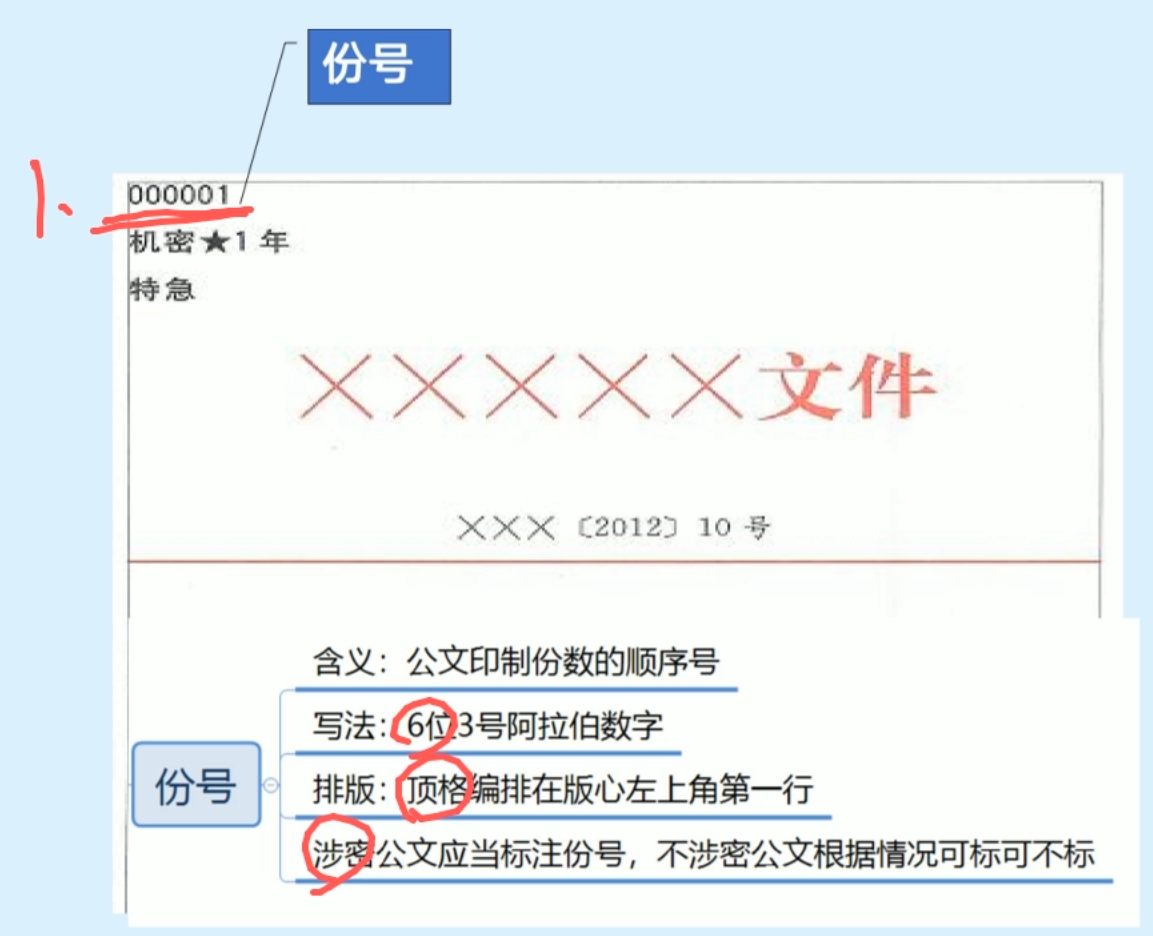 份号
1.
000001
机密★1 年
特急
×××××文件
×××〔2012〕10 号
含义：公文印制份数的顺序号
写法：6位3号阿拉伯数字
份号
排版：顶格编排在版心左上角第一行
涉密公文应当标注份号，不涉密公文根据情况可标可不标